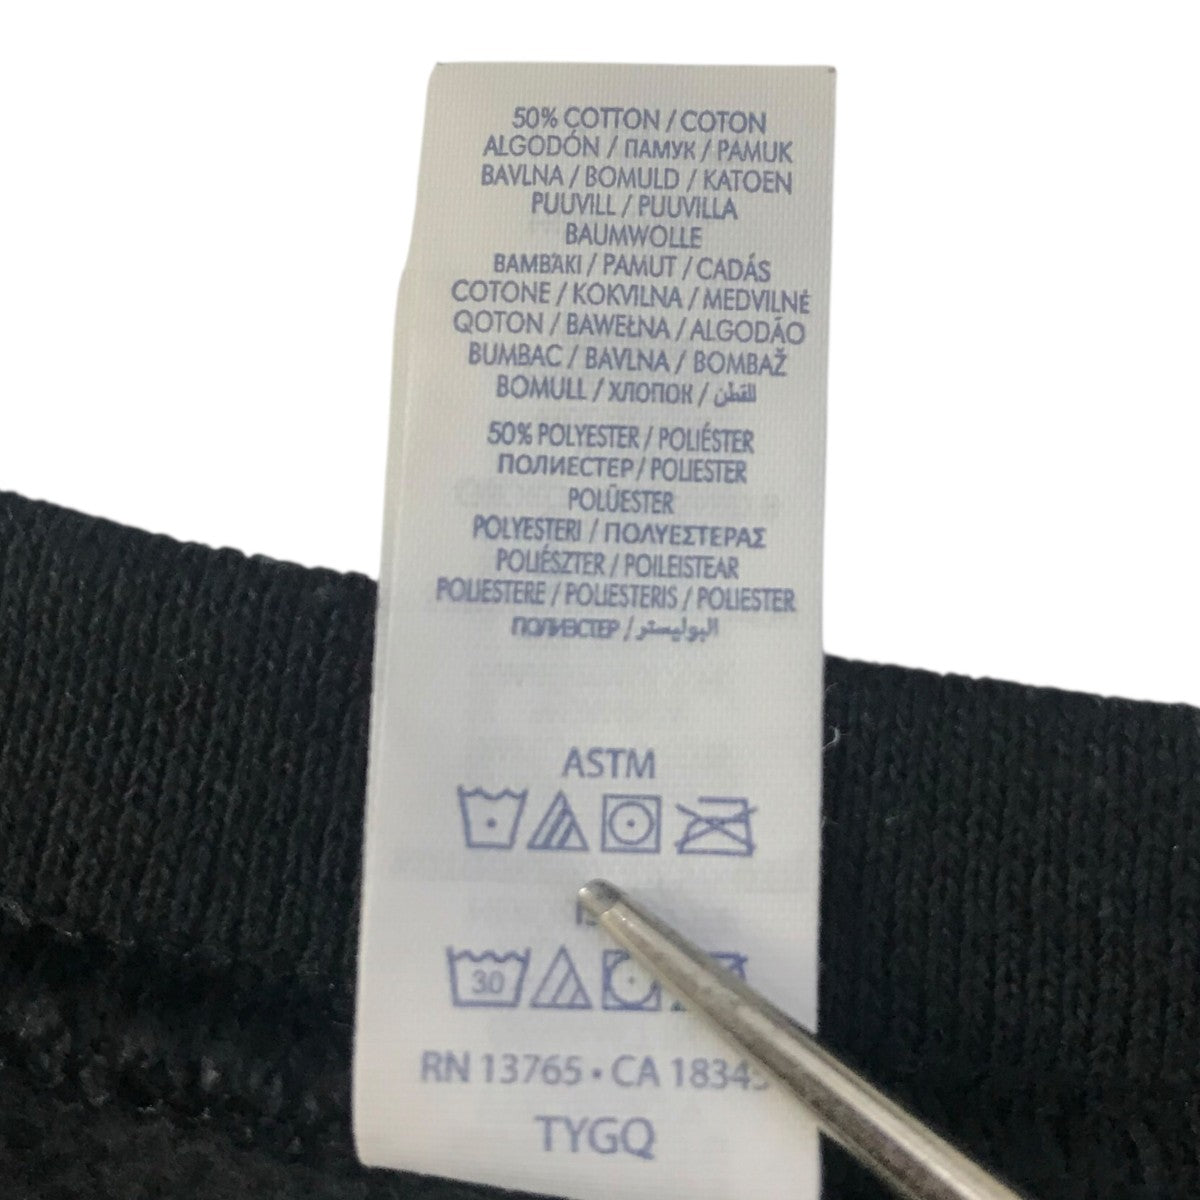 50% COTTON / COTON
ALGODÓN / ПАМУК / PAMUK
BAVLNA / BOMULD / KATOEN
PUUVILL / PUUVILLA
BAUMWOLLE
BAMBAKI / PAMUT / CADÁS
COTONE / KOKVILNA / MEDVILNĖ
QOTON / BAWEŁNA / ALGODÃO
BUMBAC / BAVLNA / BOMBAŽ
BOMULL / ХЛОПОК / القطن
50% POLYESTER / POLIÉSTER
ПОЛИЕСТЕР / POLIESTER
POLÜESTER
POLYESTERI / ΠΟΛΥΕΣΤΕΡΑΣ
POLIÉSZTER / POILEISTEAR
POLIESTERE / POLIESTERIS / POLIESTER
ПОЛИЭСТЕР / البوليستر
ASTM
30
RN 13765 • CA 18345
TYGQ